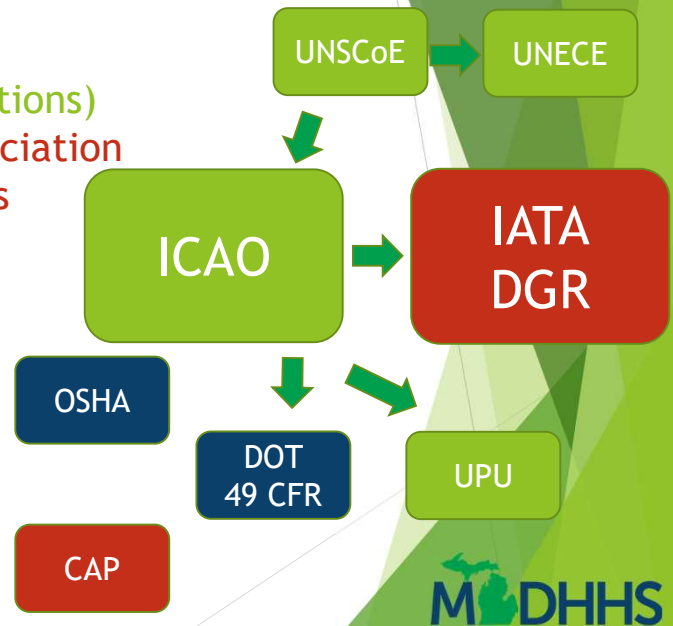 UNSCoE
UNECE
tions)
ciation
s
ICAO
IATA
DGR
OSHA
DOT
49 CFR
UPU
CAP
MDHHS